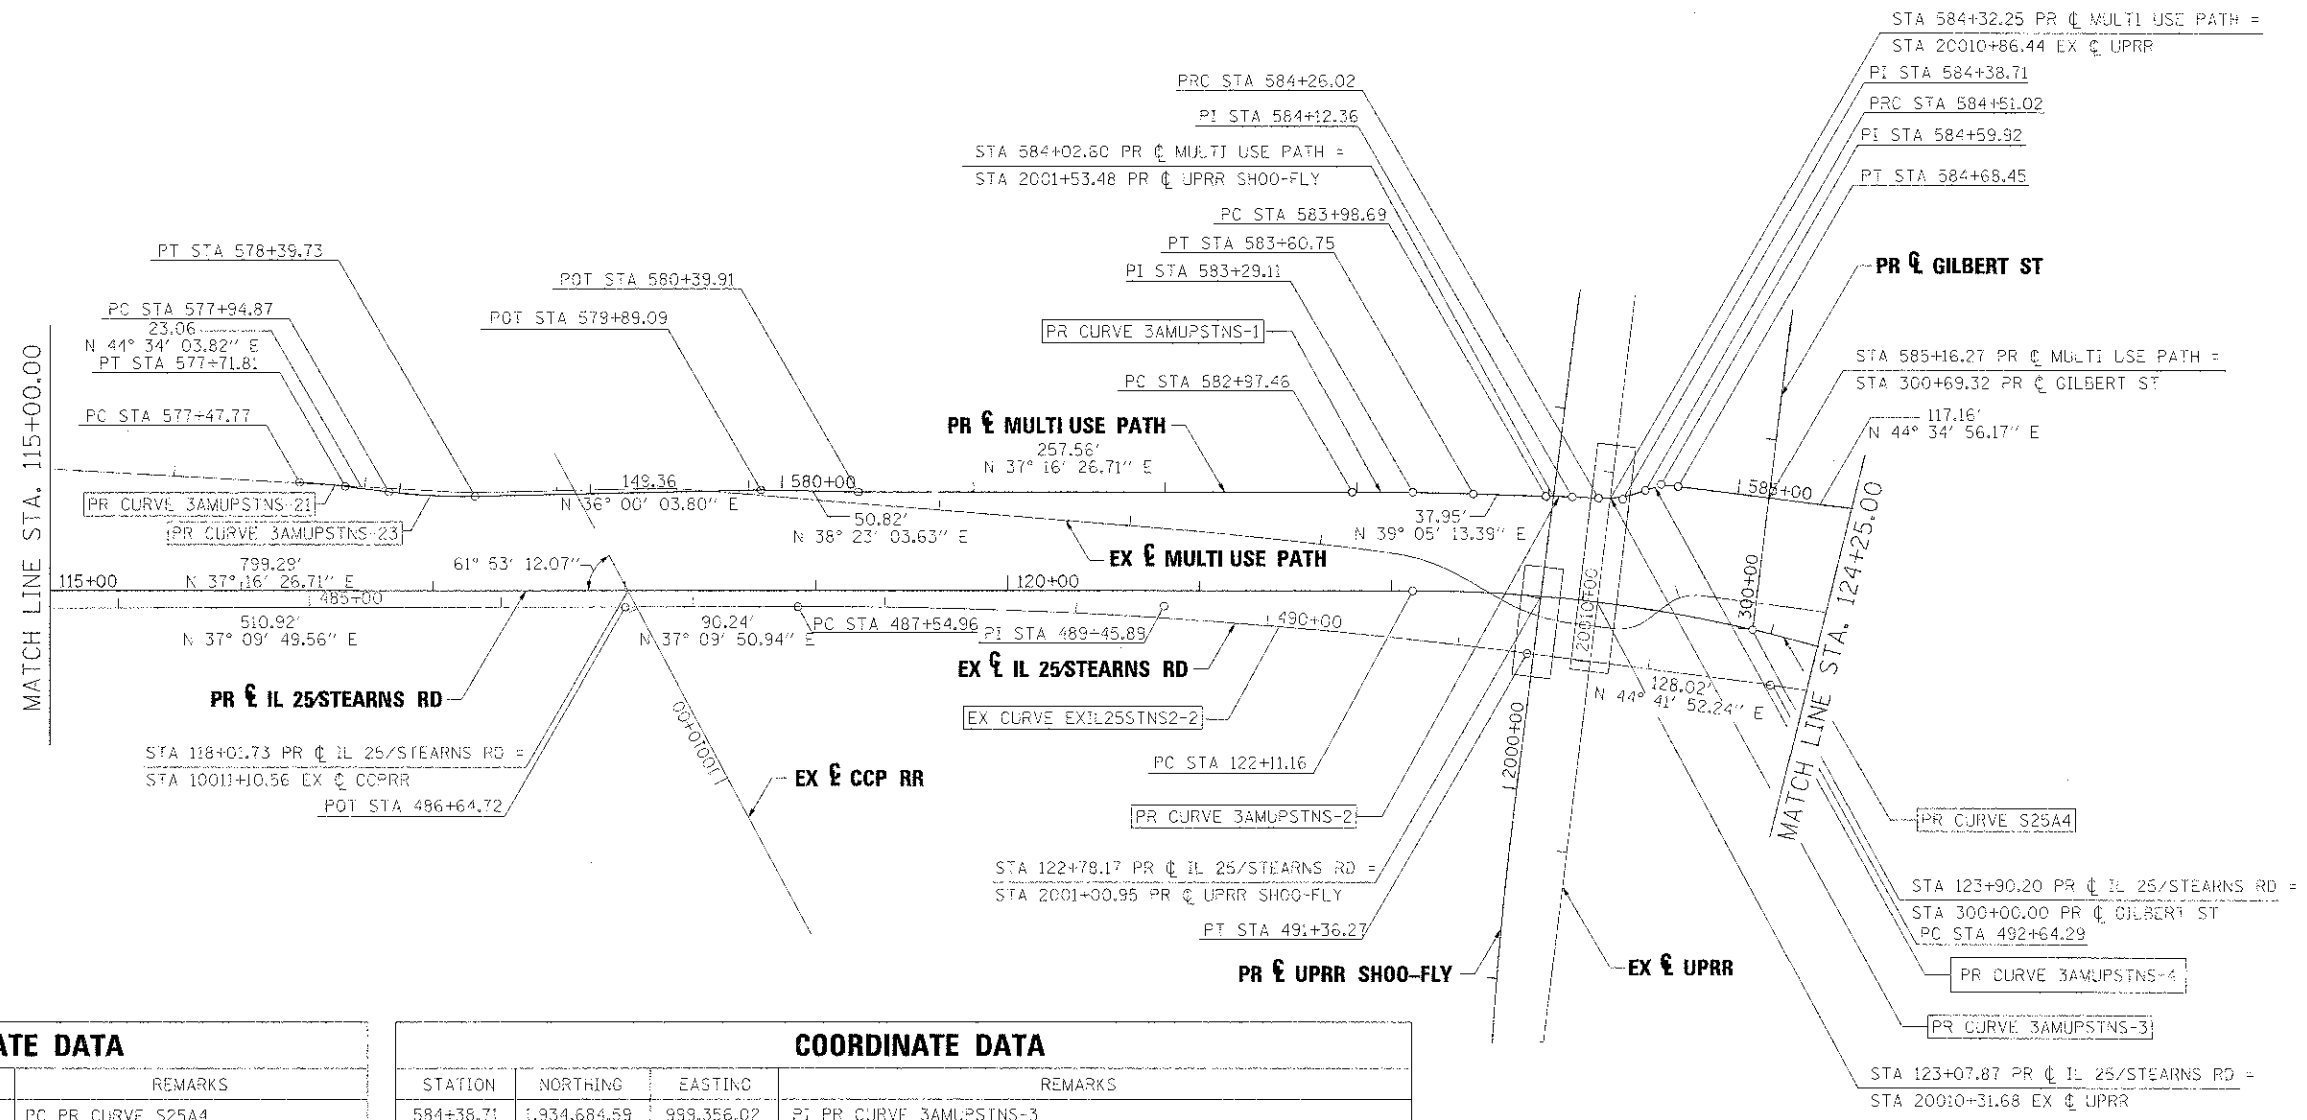 STA 584+32.25 PR ℄ MULTI USE PATH =
STA 20010+86.44 EX ℄ UPRR
PI STA 584+38.71
PRC STA 584+51.02
PI STA 584+59.92
PT STA 584+68.45
PRC STA 584+26.02
PI STA 584+12.36
STA 584+02.60 PR ℄ MULTI USE PATH =
STA 2001+53.48 PR ℄ UPRR SHOO-FLY
PC STA 583+98.69
PT STA 583+60.75
PI STA 583+29.11
PR CURVE 3AMUPSTNS-1
PC STA 582+97.46
PR ℄ GILBERT ST
STA 585+16.27 PR ℄ MULTI USE PATH =
STA 300+69.32 PR ℄ GILBERT ST
117.16'
N 44° 34' 56.17" E
PT STA 578+39.73
POT STA 580+39.91
POT STA 579+89.09
PC STA 577+94.87
23.06
N 44° 34' 03.82" E
PT STA 577+71.81
PC STA 577+47.77
MATCH LINE STA. 115+00.00
PR ℄ MULTI USE PATH
257.56'
N 37° 16' 26.71" E
PR CURVE 3AMUPSTNS-21
PR CURVE 3AMUPSTNS-23
149.36
N 36° 00' 03.80" E
580+00
50.82'
N 38° 23' 03.63" E
EX ℄ MULTI USE PATH
37.95'
N 39° 05' 13.39" E
585+00
799.29'
N 37° 16' 26.71" E
61° 53' 12.07"
115+00
485+00
120+00
510.92'
N 37° 09' 49.56" E
90.24'
N 37° 09' 50.94" E
PC STA 487+54.96
PI STA 489+45.89
490+00
20010+00
300+00
MATCH LINE STA. 124+25.00
128.02'
N 44° 41' 52.24" E
PR ℄ IL 25/STEARNS RD
EX ℄ IL 25/STEARNS RD
EX CURVE EXIL25STNS2-2
10010+00
2000+00
STA 118+01.73 PR ℄ IL 25/STEARNS RD =
STA 10011+10.56 EX ℄ CCPRR
POT STA 486+64.72
EX ℄ CCP RR
PC STA 122+11.16
PR CURVE 3AMUPSTNS-2
STA 122+78.17 PR ℄ IL 25/STEARNS RD =
STA 2001+00.95 PR ℄ UPRR SHOO-FLY
PT STA 491+36.27
PR ℄ UPRR SHOO-FLY
EX ℄ UPRR
PR CURVE S25A4
STA 123+90.20 PR ℄ IL 25/STEARNS RD =
STA 300+00.00 PR ℄ GILBERT ST
PC STA 492+64.29
PR CURVE 3AMUPSTNS-4
PR CURVE 3AMUPSTNS-3
STA 123+07.87 PR ℄ IL 25/STEARNS RD =
STA 20010+31.68 EX ℄ UPRR
ATE DATA
REMARKS
PC PR CURVE S25A4
COORDINATE DATA
STATION NORTHING EASTING REMARKS
584+38.71 1,934,684.59 999,356.02 PI PR CURVE 3AMUPSTNS-3